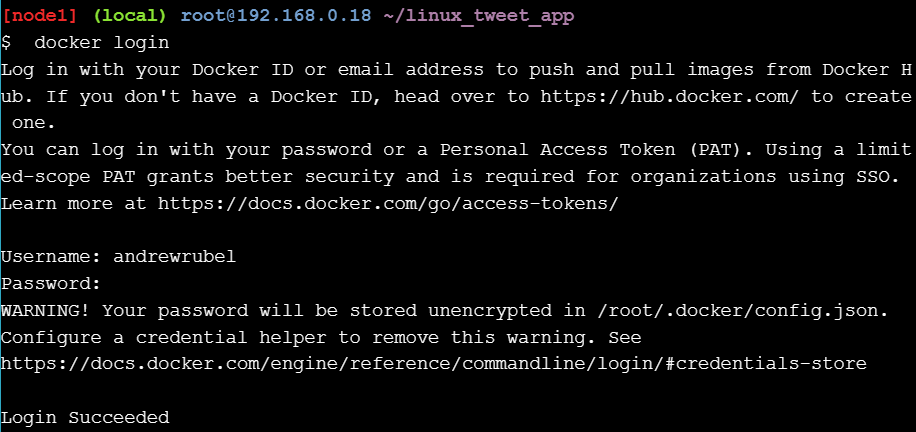 [node1] (local) root@192.168.0.18 ~/linux_tweet_app
$  docker login
Log in with your Docker ID or email address to push and pull images from Docker H
ub. If you don't have a Docker ID, head over to https://hub.docker.com/ to create
 one.
You can log in with your password or a Personal Access Token (PAT). Using a limit
ed-scope PAT grants better security and is required for organizations using SSO.
Learn more at https://docs.docker.com/go/access-tokens/

Username: andrewrubel
Password:
WARNING! Your password will be stored unencrypted in /root/.docker/config.json.
Configure a credential helper to remove this warning. See
https://docs.docker.com/engine/reference/commandline/login/#credentials-store

Login Succeeded